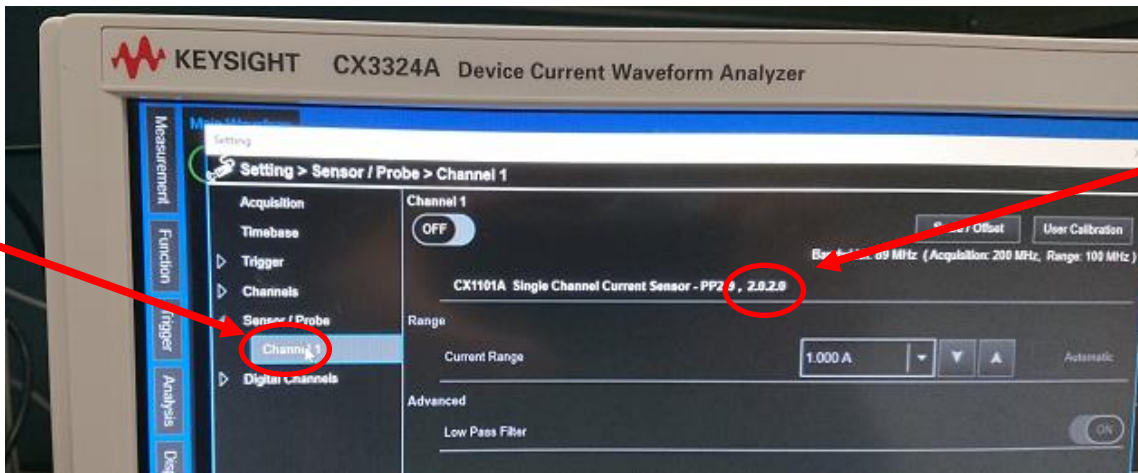 KEYSIGHT CX3324A Device Current Waveform Analyzer
Measurement
Function
Trigger
Analysis
Setting
Setting > Sensor / Probe > Channel 1
Acquisition
Timebase
Trigger
Channels
Sensor / Probe
Channel 1
Digital Channels
Channel 1
OFF
/ Offset
User Calibration
MHz (Acquisition: 200 MHz, Range: 100 MHz)
CX1101A Single Channel Current Sensor - , 2.0.2.0
Range
Current Range
1.000 A
Automatic
Advanced
Low Pass Filter
ON